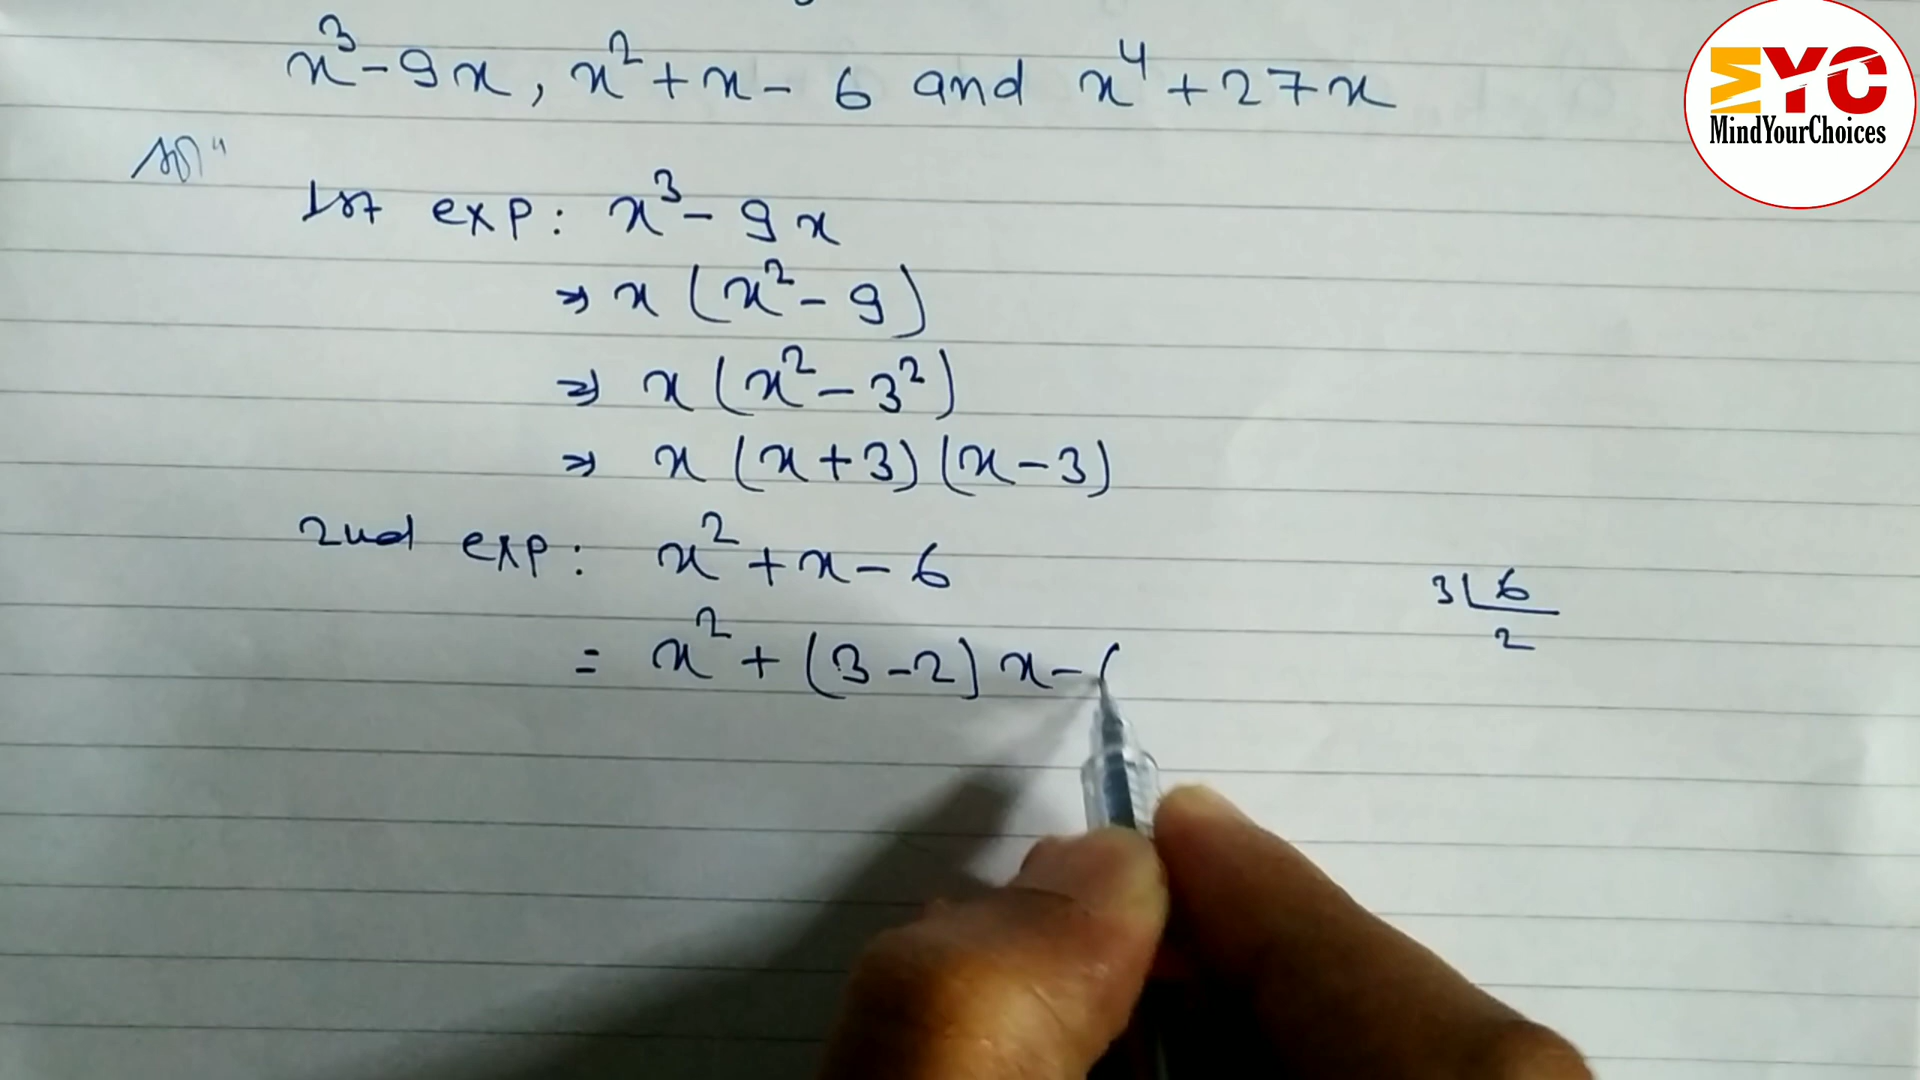 x³ - 9x, x² + x - 6 and x⁴ + 27x
MYC
MindYourChoices
Solⁿ
1st exp: x³ - 9x
⇒ x (x² - 9)
⇒ x (x² - 3²)
⇒ x (x + 3) (x - 3)
2nd exp: x² + x - 6
3 6
= x² + (3 - 2) x -
2